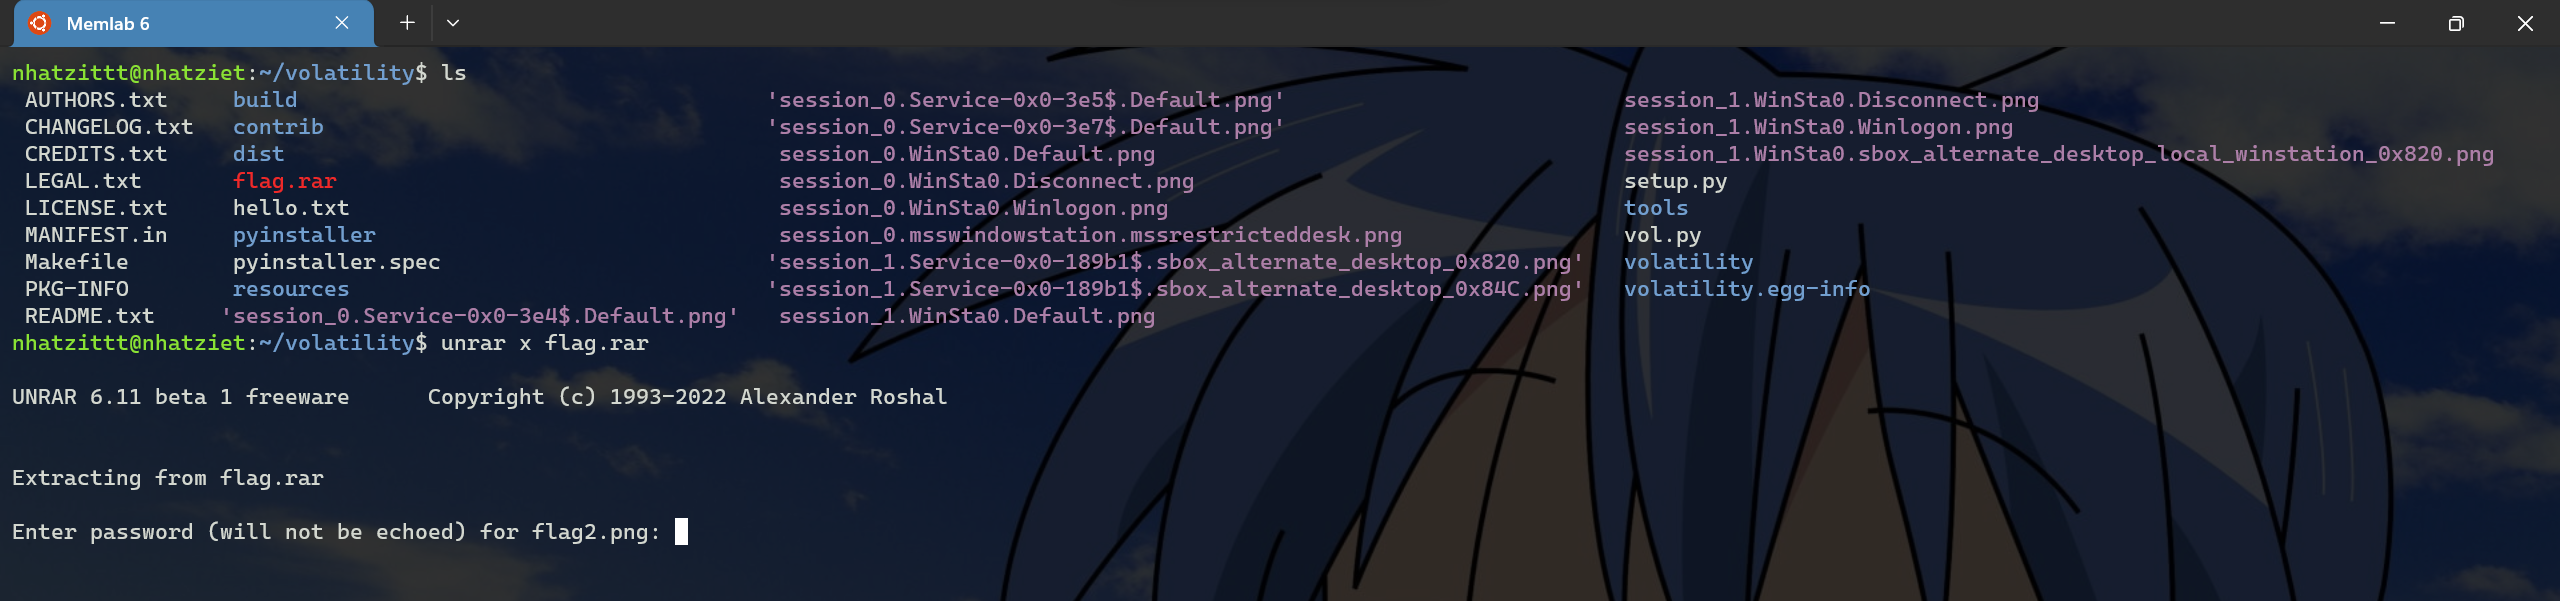 Memlab 6
nhatzittt@nhatziet:~/volatility$ ls
AUTHORS.txt build 'session_0.Service-0x0-3e5$.Default.png' session_1.WinSta0.Disconnect.png
CHANGELOG.txt contrib 'session_0.Service-0x0-3e7$.Default.png' session_1.WinSta0.Winlogon.png
CREDITS.txt dist session_0.WinSta0.Default.png session_1.WinSta0.sbox_alternate_desktop_local_winstation_0x820.png
LEGAL.txt flag.rar session_0.WinSta0.Disconnect.png setup.py
LICENSE.txt hello.txt session_0.WinSta0.Winlogon.png tools
MANIFEST.in pyinstaller session_0.msswindowstation.mssrestricteddesk.png vol.py
Makefile pyinstaller.spec 'session_1.Service-0x0-189b1$.sbox_alternate_desktop_0x820.png' volatility
PKG-INFO resources 'session_1.Service-0x0-189b1$.sbox_alternate_desktop_0x84C.png' volatility.egg-info
README.txt 'session_0.Service-0x0-3e4$.Default.png' session_1.WinSta0.Default.png
nhatzittt@nhatziet:~/volatility$ unrar x flag.rar
UNRAR 6.11 beta 1 freeware Copyright (c) 1993-2022 Alexander Roshal
Extracting from flag.rar
Enter password (will not be echoed) for flag2.png: